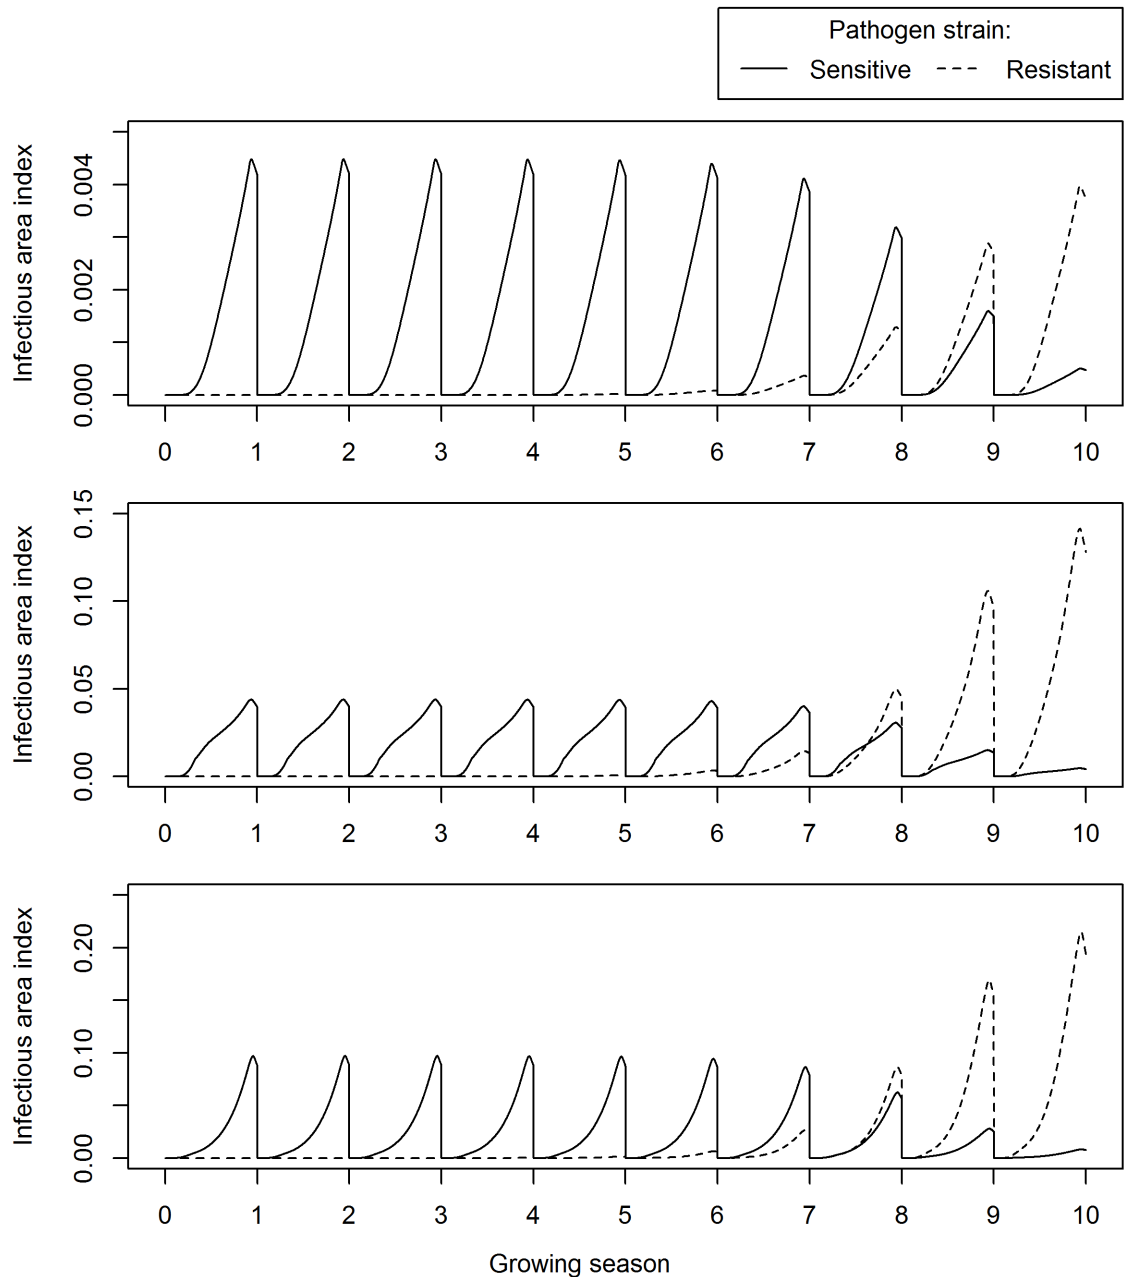 Pathogen strain:
Sensitive Resistant
Infectious area index
0.000 0.002 0.004
0 1 2 3 4 5 6 7 8 9 10
Infectious area index
0.00 0.05 0.10 0.15
0 1 2 3 4 5 6 7 8 9 10
Infectious area index
0.00 0.10 0.20
0 1 2 3 4 5 6 7 8 9 10
Growing season